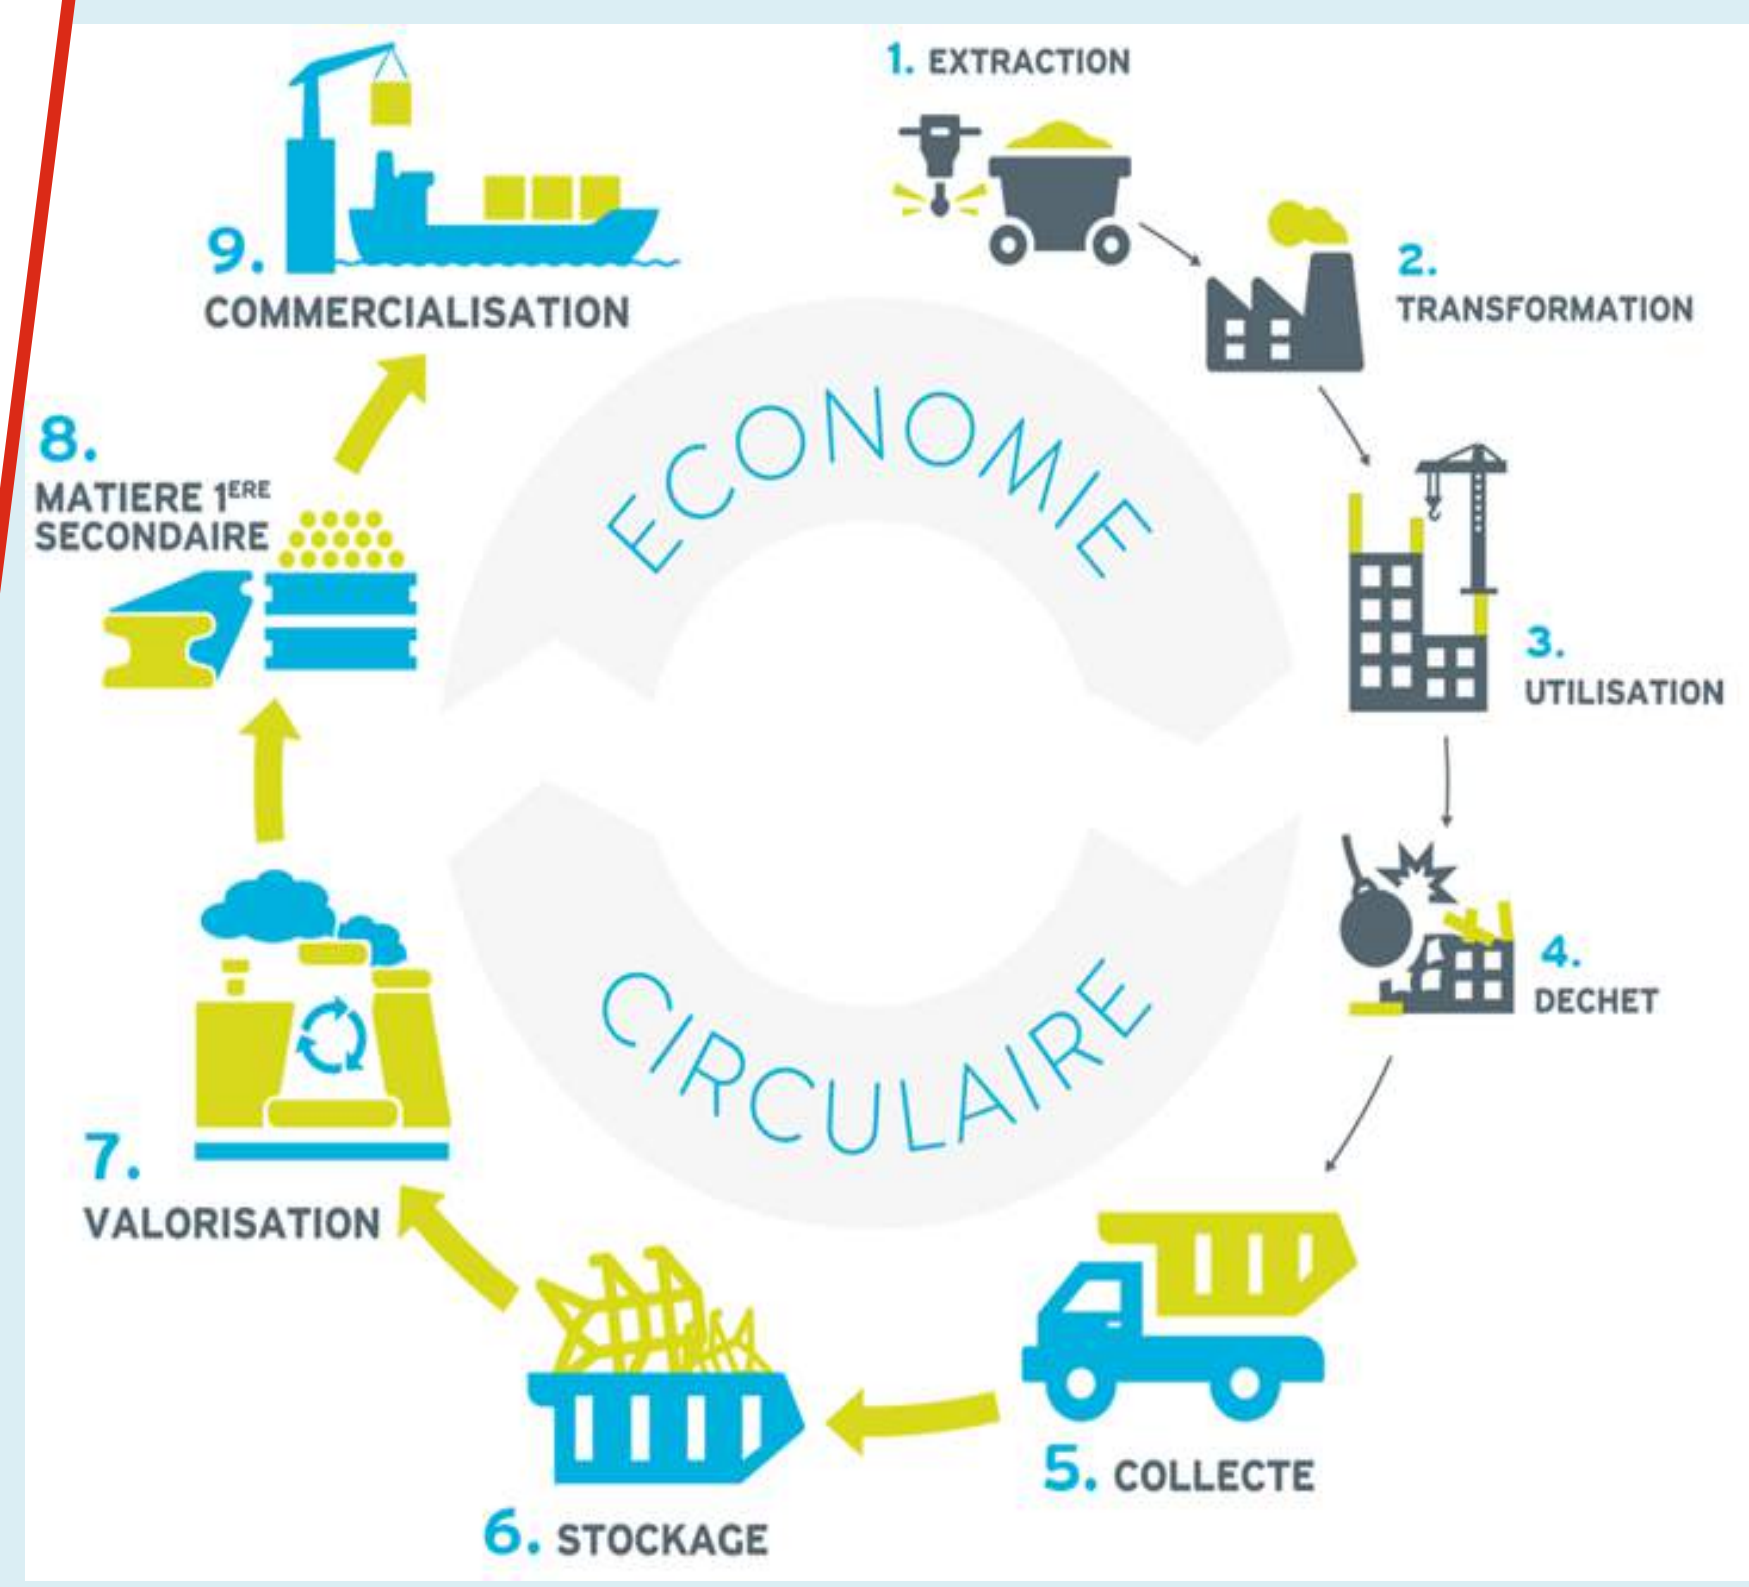 1. EXTRACTION
2.
TRANSFORMATION
3.
UTILISATION
4.
DECHET
5. COLLECTE
6. STOCKAGE
7.
VALORISATION
8.
MATIERE 1ERE
SECONDAIRE
9.
COMMERCIALISATION
ECONOMIE
CIRCULAIRE